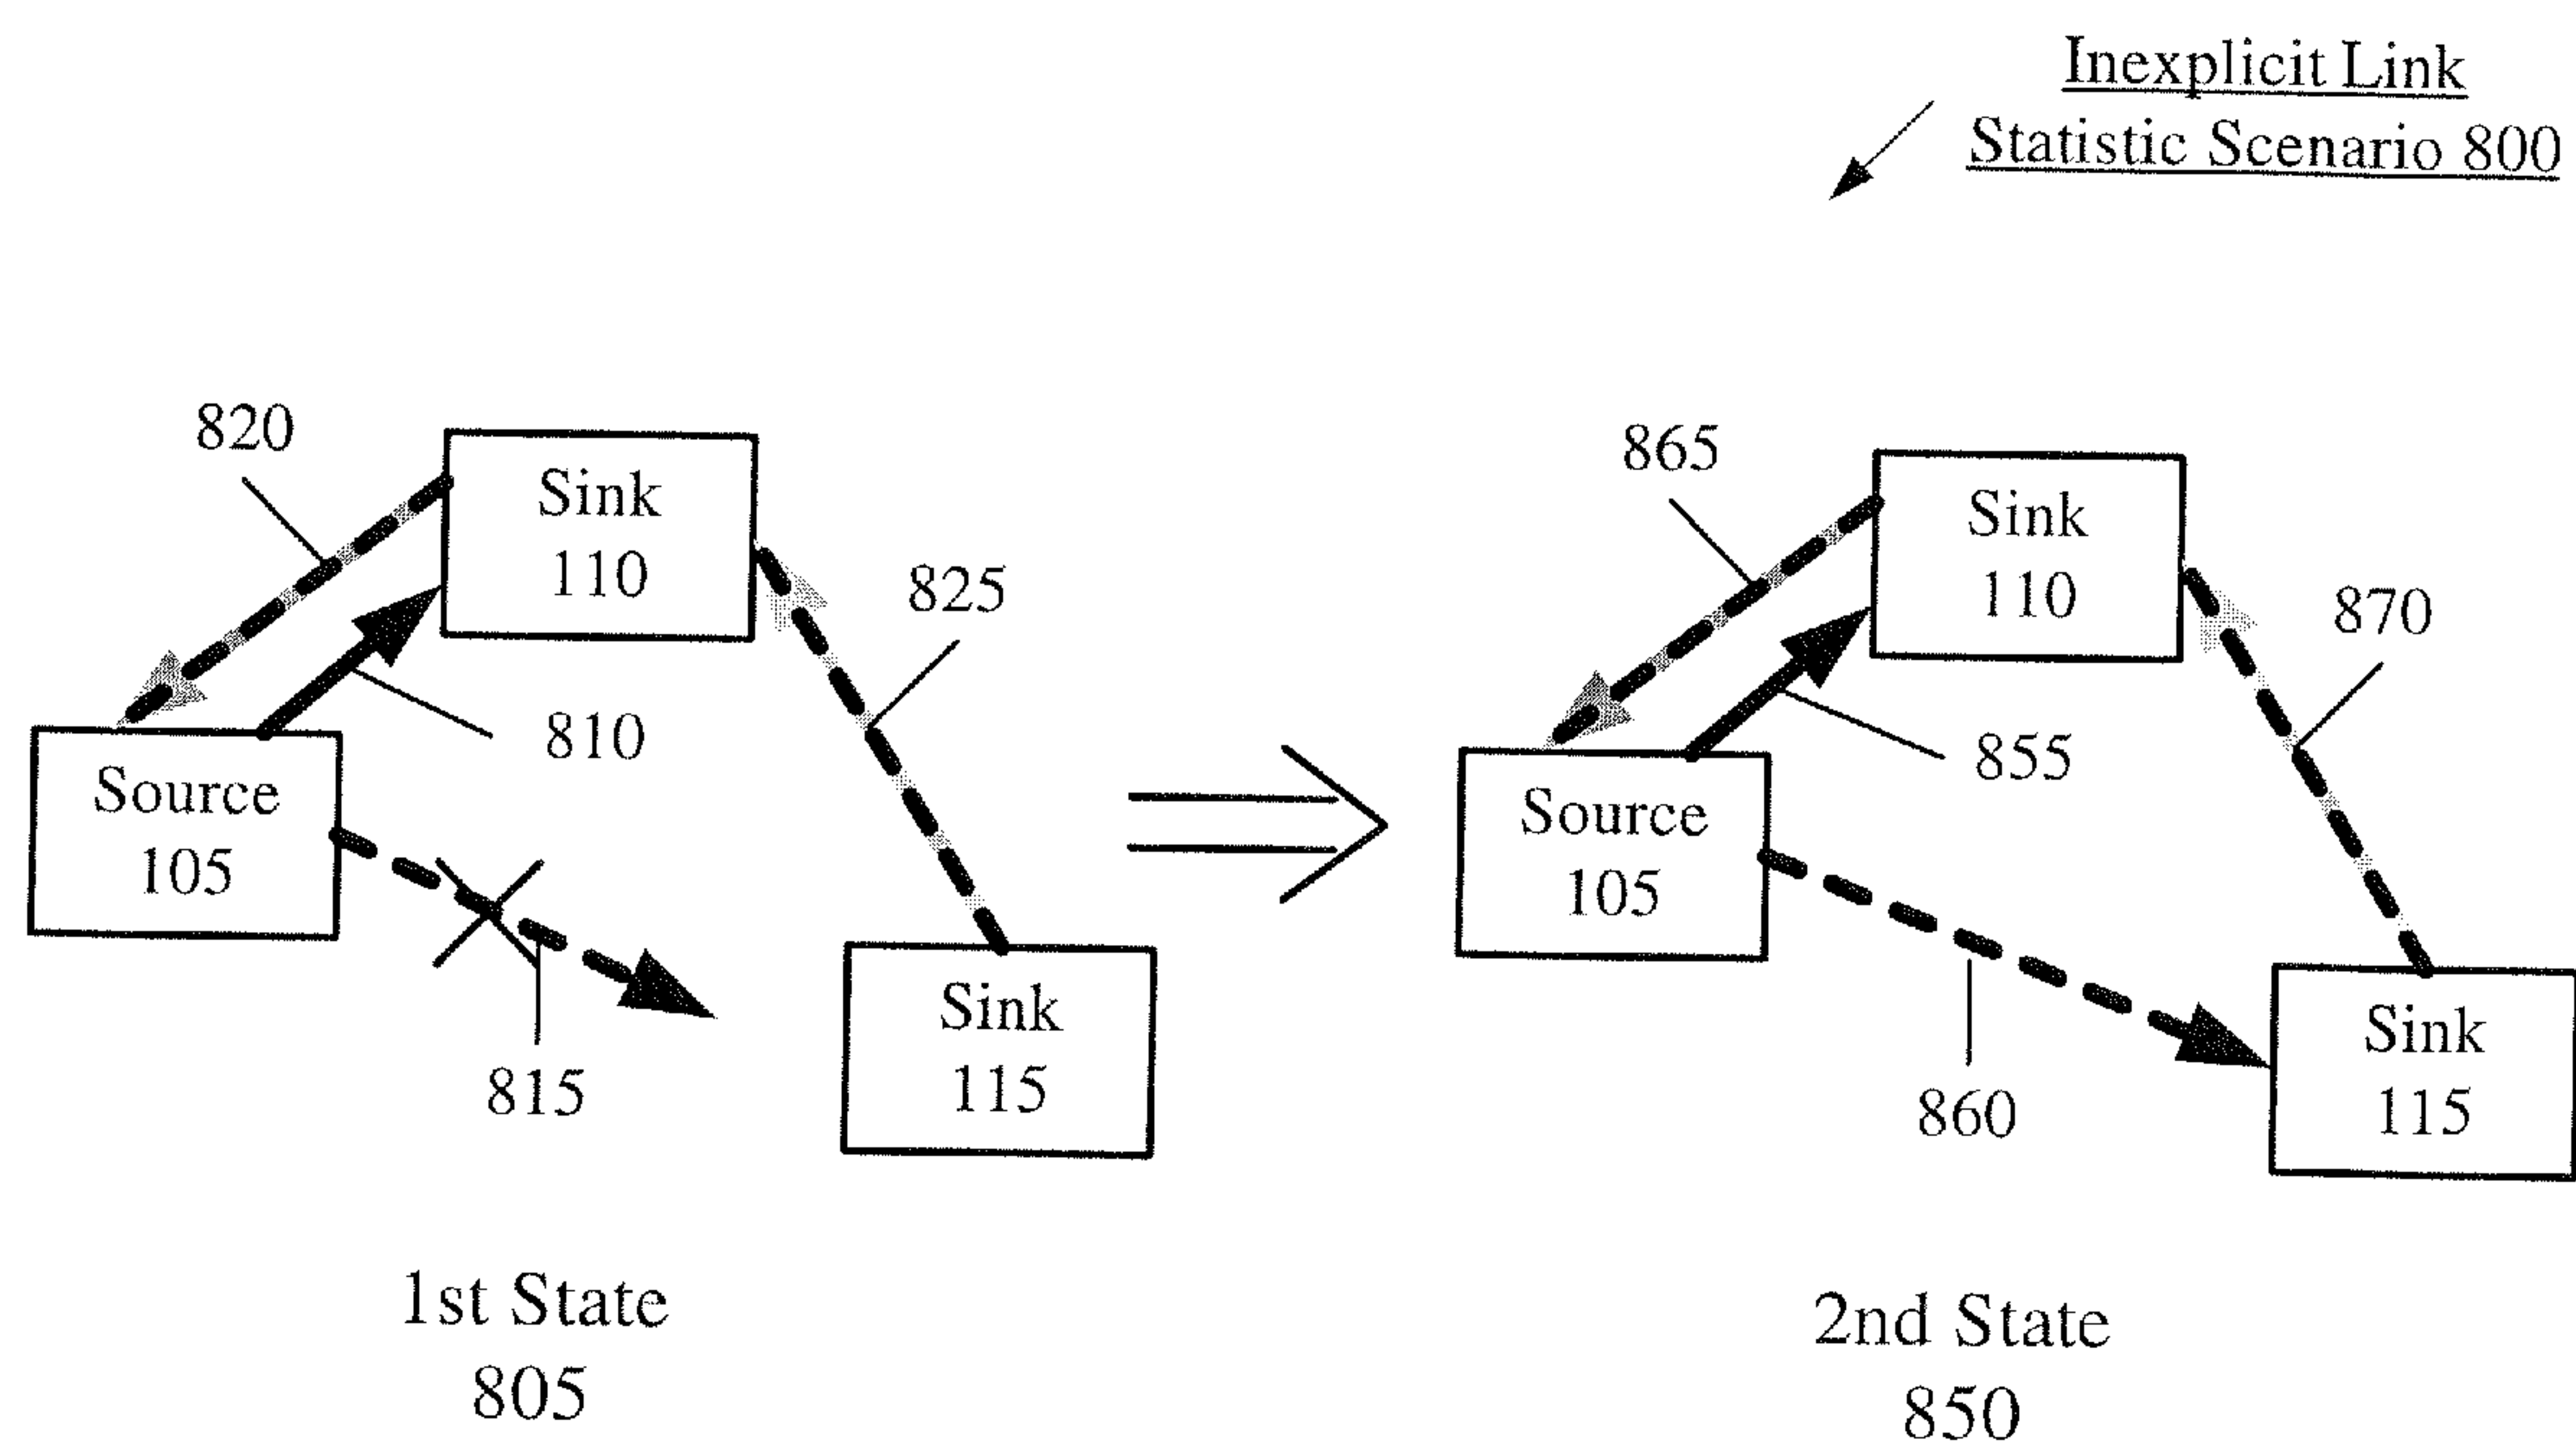 Inexplicit Link
Statistic Scenario 800
820
Sink
110
825
810
Source
105
815
Sink
115
1st State
805
865
Sink
110
870
855
Source
105
860
Sink
115
2nd State
850